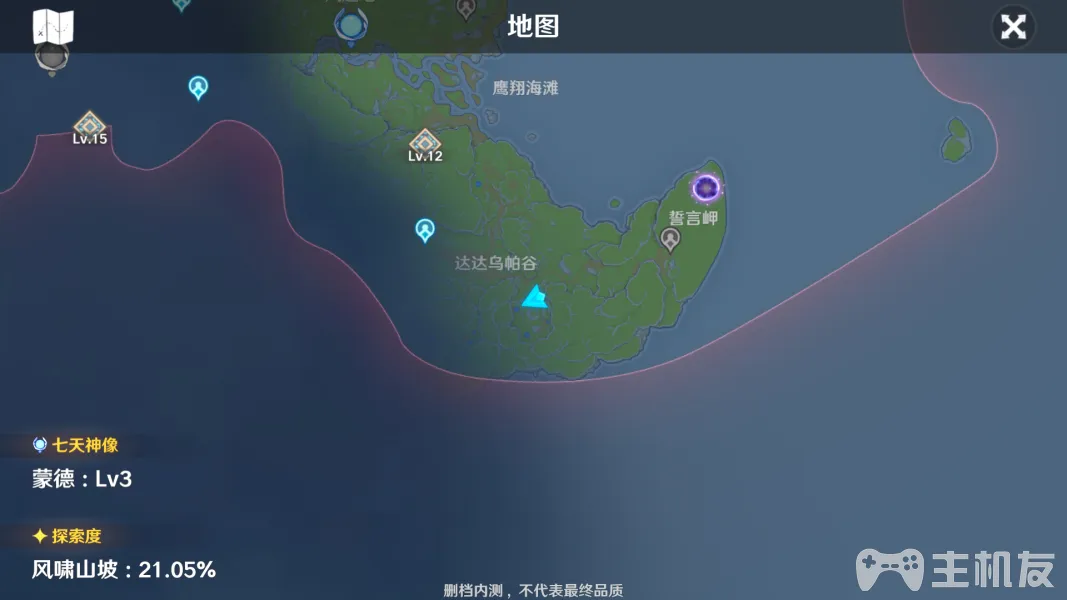 地图
鹰翔海滩
Lv.15
Lv.12
誓言岬
达达乌帕谷
七天神像
蒙德：Lv3
探索度
风啸山坡：21.05%
删档内测，不代表最终品质
主机友